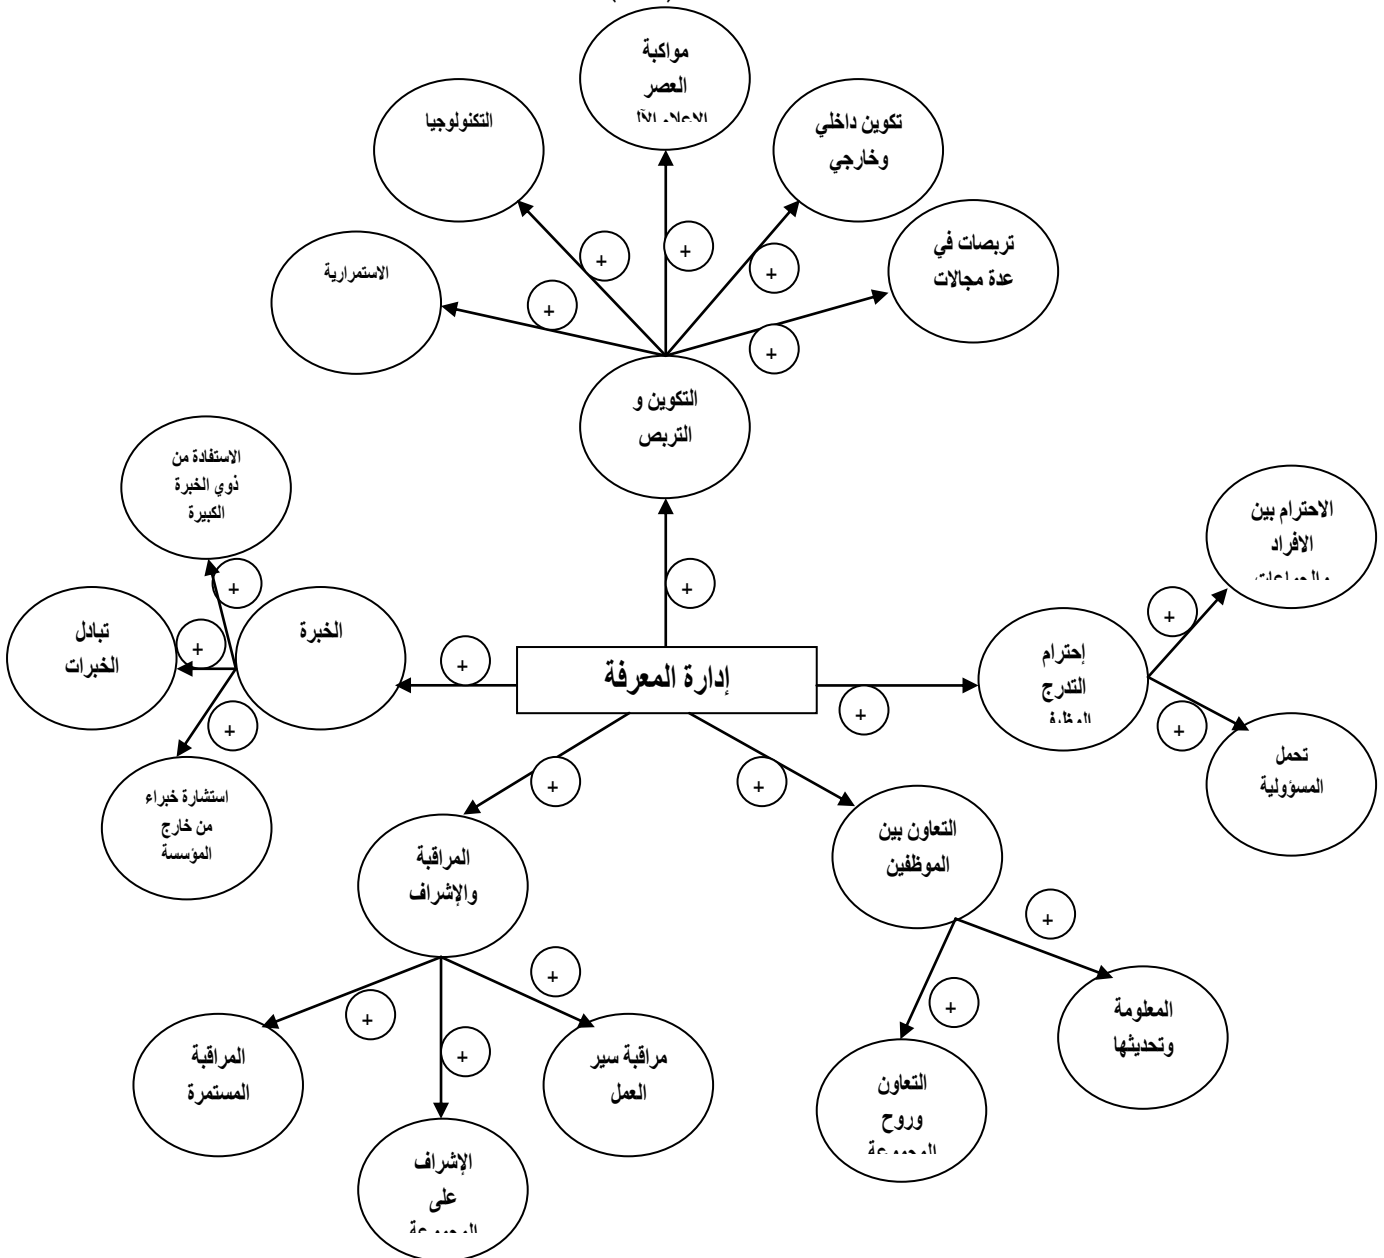 مواكبة
العصر
التكنولوجيا
تكوين داخلي
وخارجي
تربصات في
عدة مجالات
الاستمرارية
+
+
+
+
+
التكوين و
التربص
الاستفادة من
ذوي الخبرة
الكبيرة
الاحترام بين
الافراد
+
+
+
تبادل
الخبرات
+
الخبرة
+
إدارة المعرفة
+
إحترام
التدرج
+
+
تحمل
المسؤولية
استشارة خبراء
من خارج
المؤسسة
+
+
المراقبة
والإشراف
التعاون بين
الموظفين
+
+
+
+
+
المراقبة
المستمرة
مراقبة سير
العمل
المعلومة
وتحديثها
التعاون
وروح
الإشراف
على